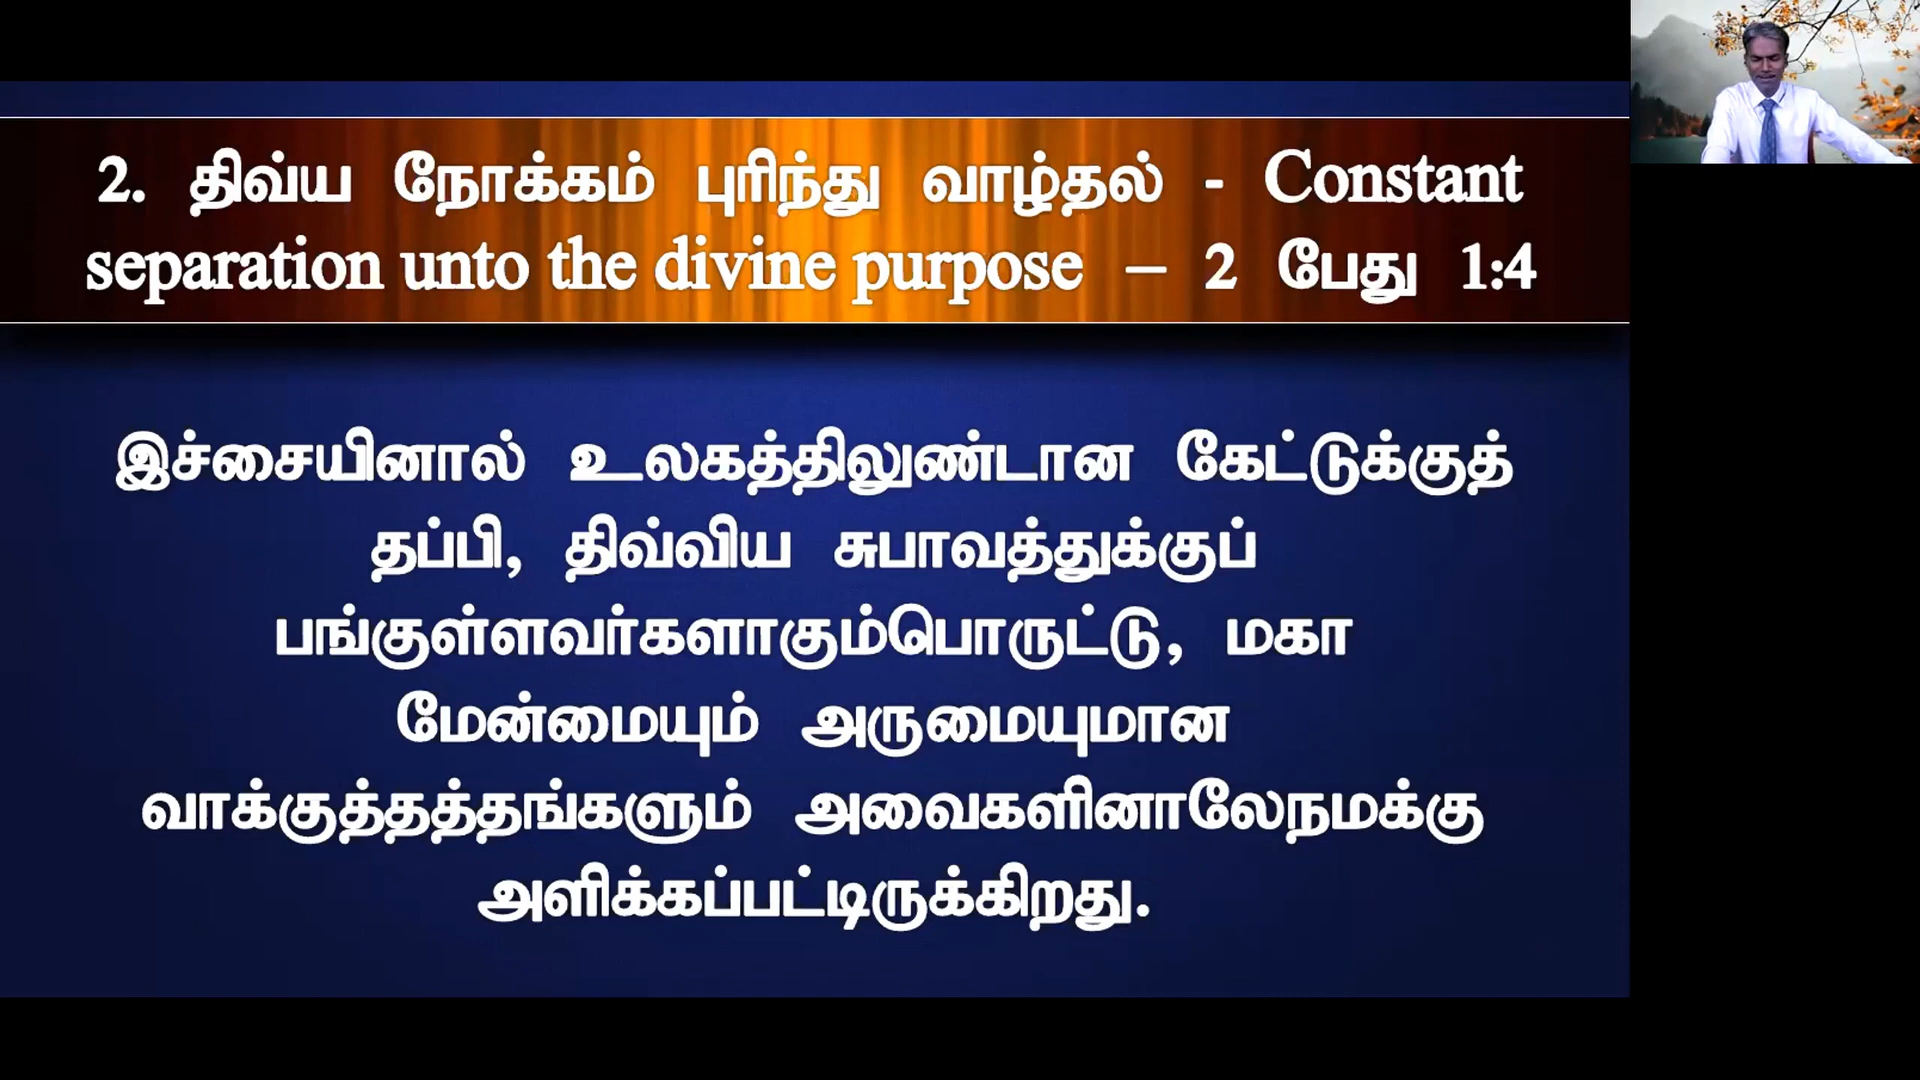 2. திவ்ய நோக்கம் புரிந்து வாழ்தல் - Constant
separation unto the divine purpose – 2 பேது 1:4
இச்சையினால் உலகத்திலுண்டான கேட்டுக்குத்
தப்பி, திவ்விய சுபாவத்துக்குப்
பங்குள்ளவர்களாகும்பொருட்டு, மகா
மேன்மையும் அருமையுமான
வாக்குத்தத்தங்களும் அவைகளினாலேநமக்கு
அளிக்கப்பட்டிருக்கிறது.